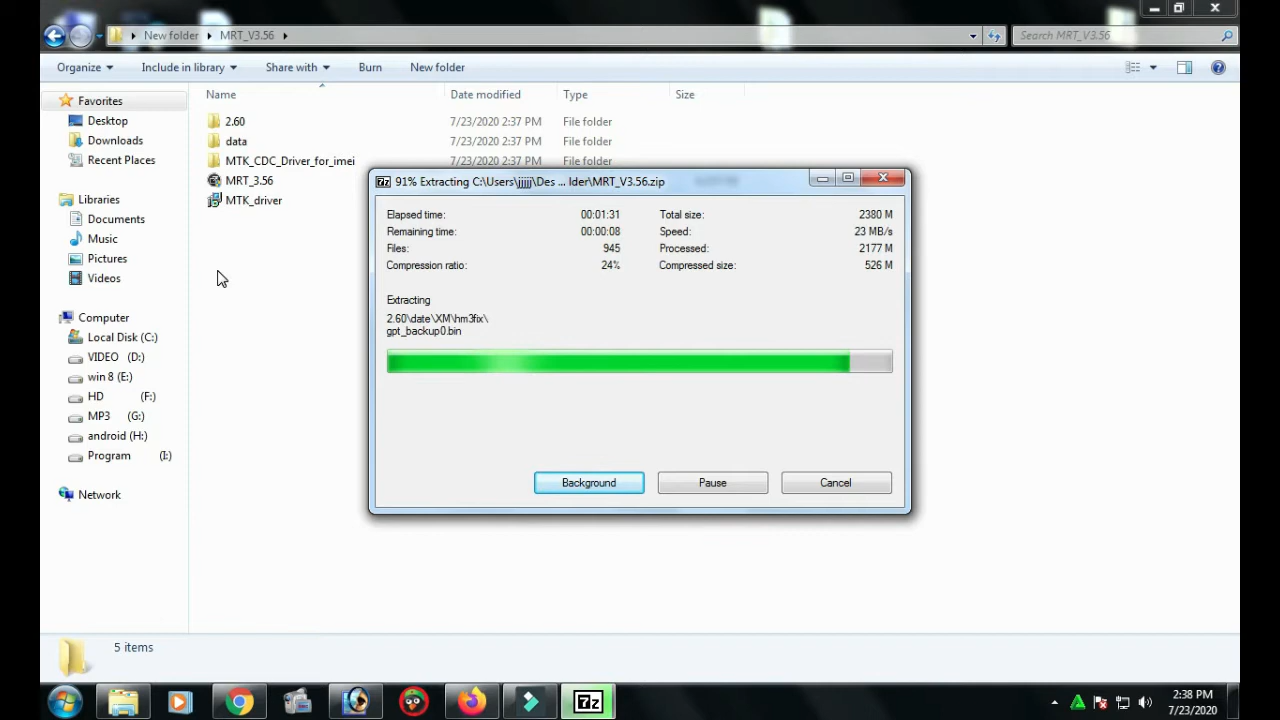 New folder
MRT_V3.56
Search MRT_V3.56
Organize
Include in library
Share with
Burn
New folder
Name
Date modified
Type
Size
Favorites
Desktop
Downloads
Recent Places
Libraries
Documents
Music
Pictures
Videos
Computer
Local Disk (C:)
VIDEO (D:)
win 8 (E:)
HD (F:)
MP3 (G:)
android (H:)
Program (I:)
Network
2.60 7/23/2020 2:37 PM File folder
data 7/23/2020 2:37 PM File folder
MTK_CDC_Driver_for_imei 7/23/2020 2:37 PM File folder
MRT_3.56
MTK_driver
7z 91% Extracting C:\Users\jjjjj\Des ... lder\MRT_V3.56.zip
Elapsed time: 00:01:31 Total size: 2380 M
Remaining time: 00:00:08 Speed: 23 MB/s
Files: 945 Processed: 2177 M
Compression ratio: 24% Compressed size: 526 M
Extracting
2.60\date\XM\hm3fix\
gpt_backup0.bin
Background
Pause
Cancel
5 items
7z
2:38 PM
7/23/2020